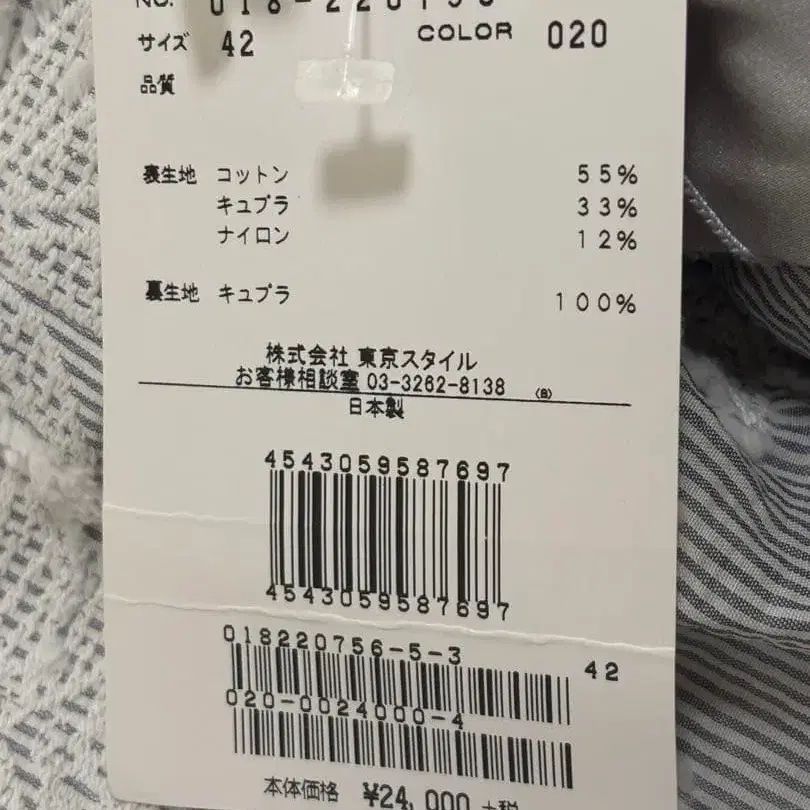 サイズ 42 COLOR 020
品質
表生地 コットン 55%
キュプラ 33%
ナイロン 12%
裏生地 キュプラ 100%
株式会社 東京スタイル
お客様相談室 03-3262-8138 (8)
日本製
4543059587697
4543059587697
018220756-5-3
42
020-0024000-4
本体価格 ¥24,000 +税